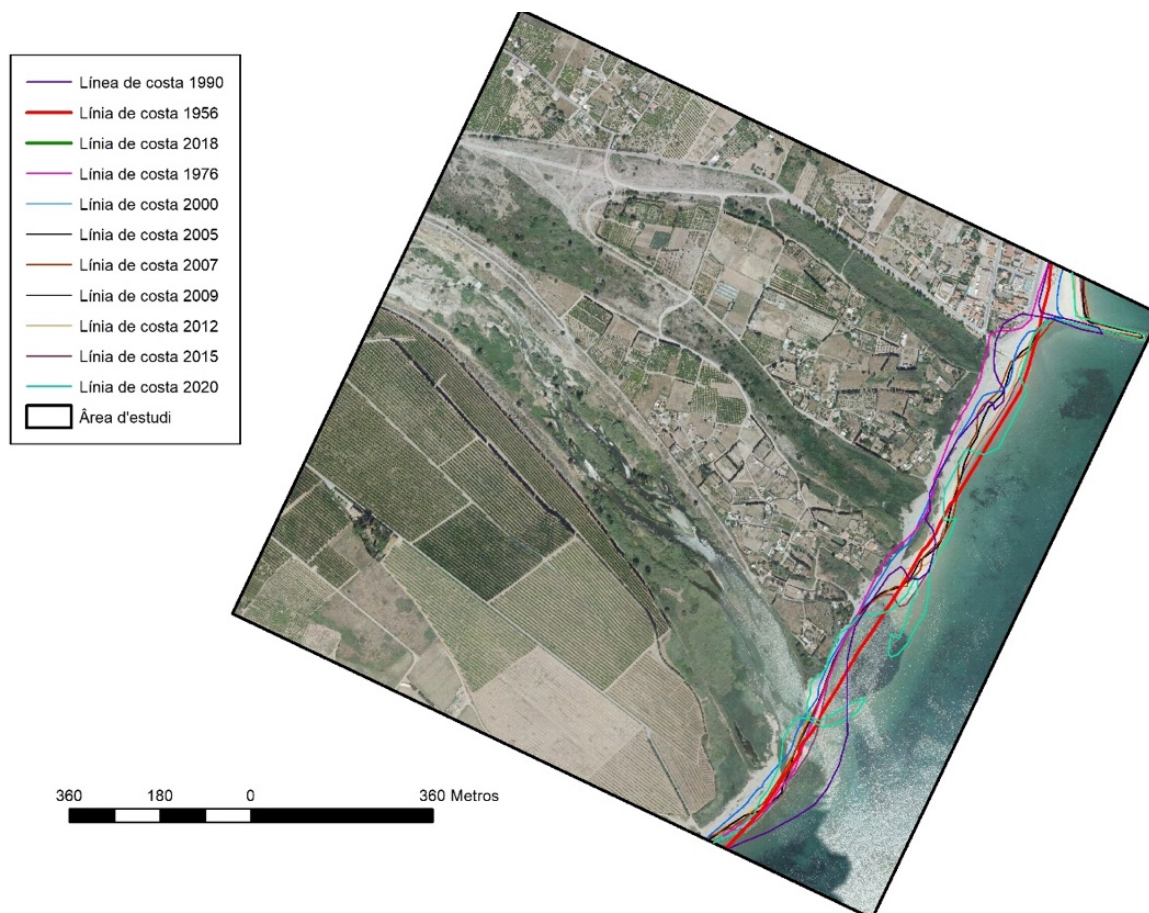 Línea de costa 1990
Línia de costa 1956
Línia de costa 2018
Línia de costa 1976
Línia de costa 2000
Línia de costa 2005
Línia de costa 2007
Línia de costa 2009
Línia de costa 2012
Línia de costa 2015
Línia de costa 2020
Àrea d'estudi
360 180 0 360 Metros